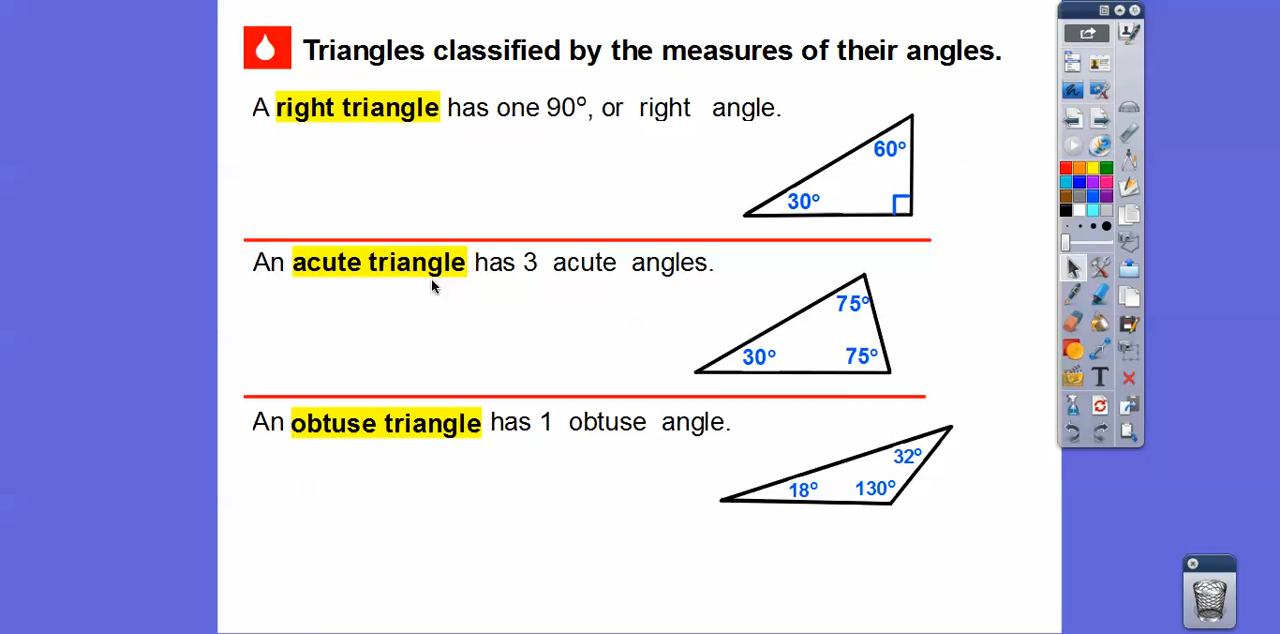 Triangles classified by the measures of their angles.
A right triangle has one 90°, or right angle.
60°
30°
An acute triangle has 3 acute angles.
75°
30° 75°
An obtuse triangle has 1 obtuse angle.
32°
18° 130°
T